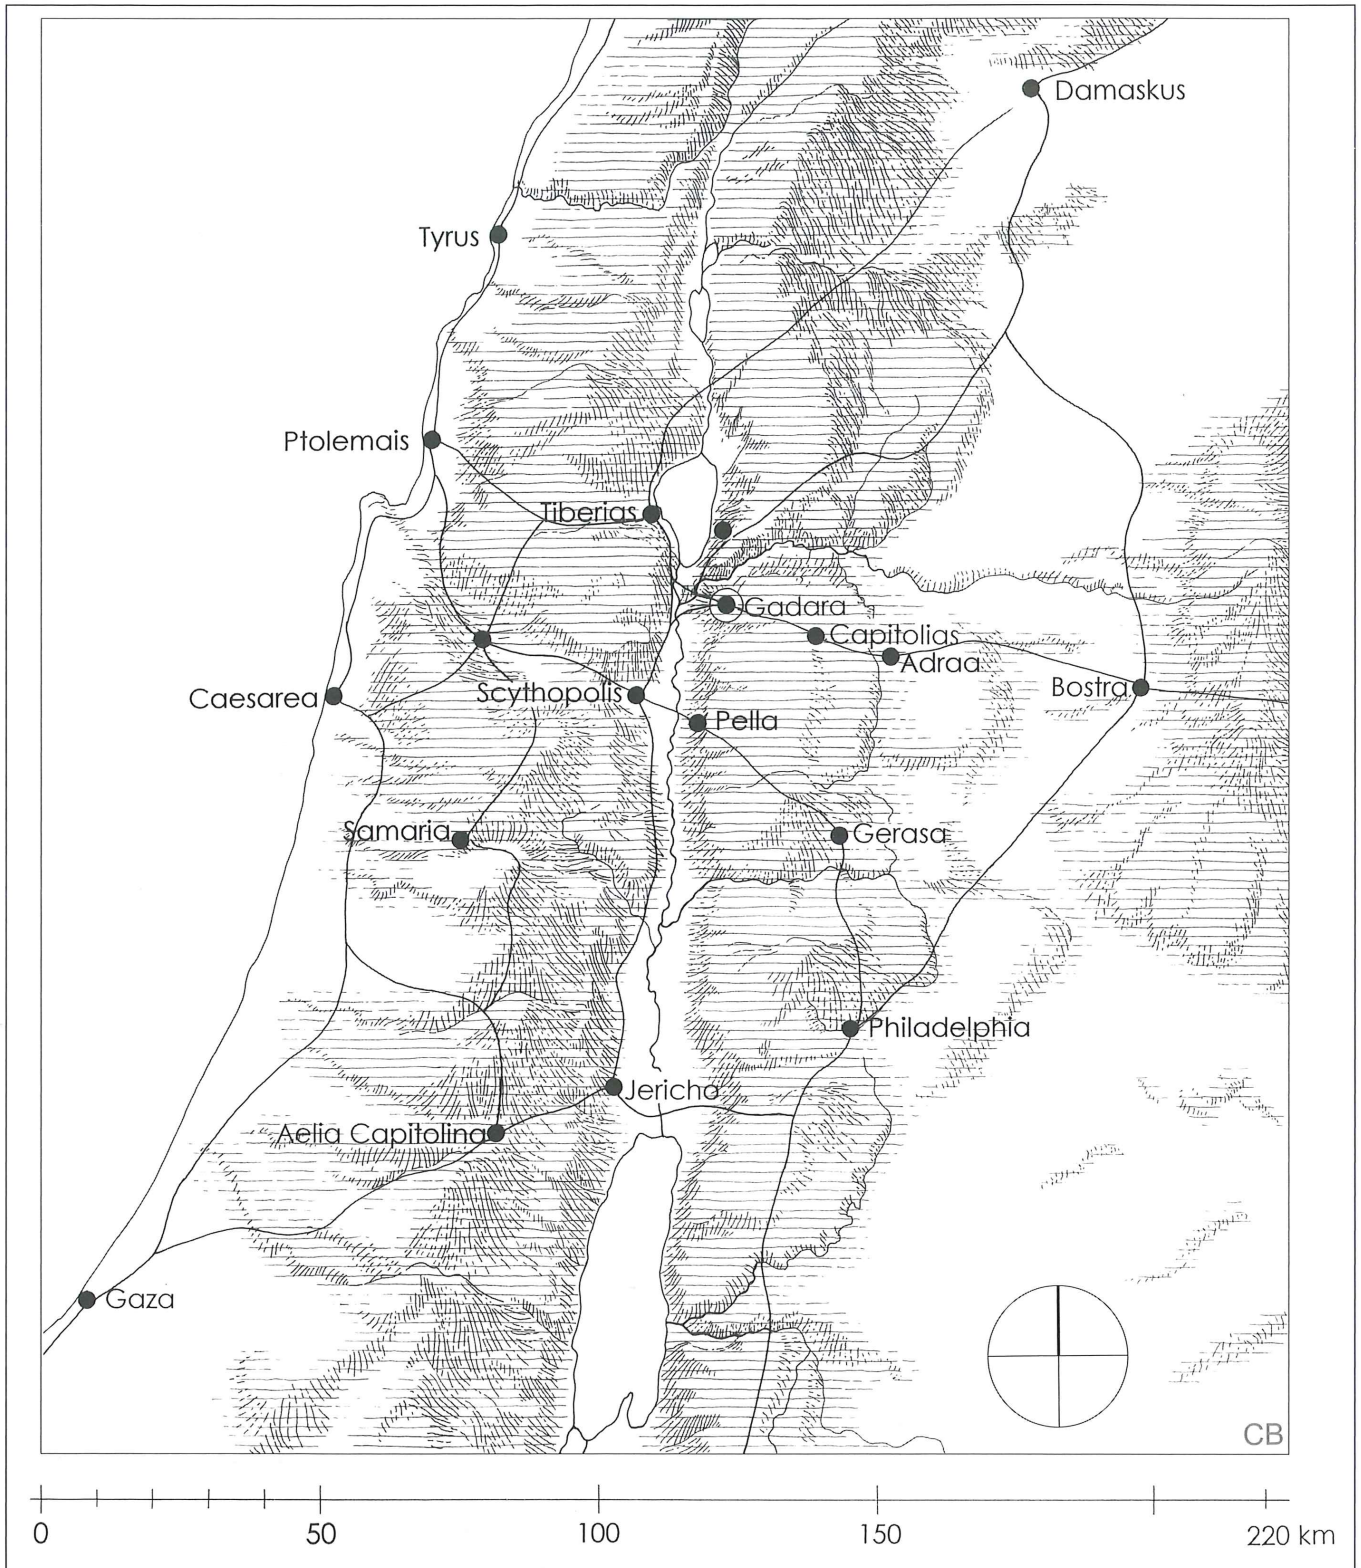 Damaskus
Tyrus
Ptolemais
Tiberias
Gadara
Capitolias
Adraa
Bostra
Caesarea
Scythopolis
Pella
Samaria
Gerasa
Philadelphia
Jericho
Aelia Capitolina
Gaza
CB
0 50 100 150 220 km